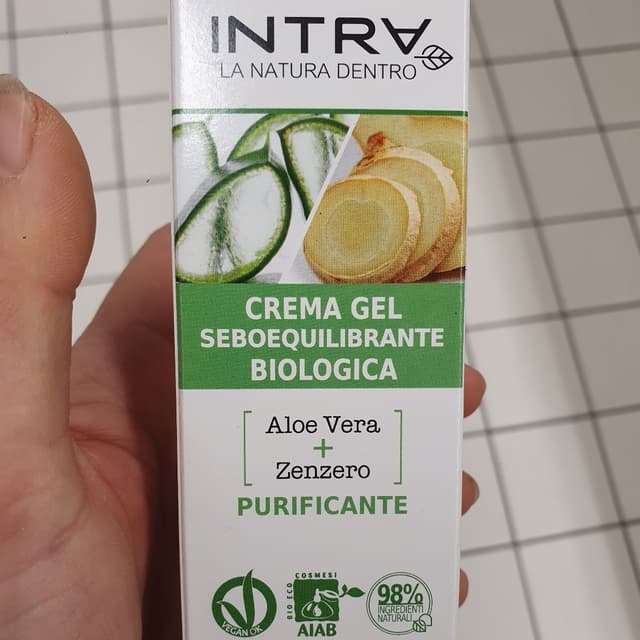 INTRA
LA NATURA DENTRO
CREMA GEL
SEBOEQUILIBRANTE
BIOLOGICA
Aloe Vera
+
Zenzero
PURIFICANTE
VEGAN OK
COSMESI
BIO ECO
AIAB
98%
INGREDIENTI
NATURALI